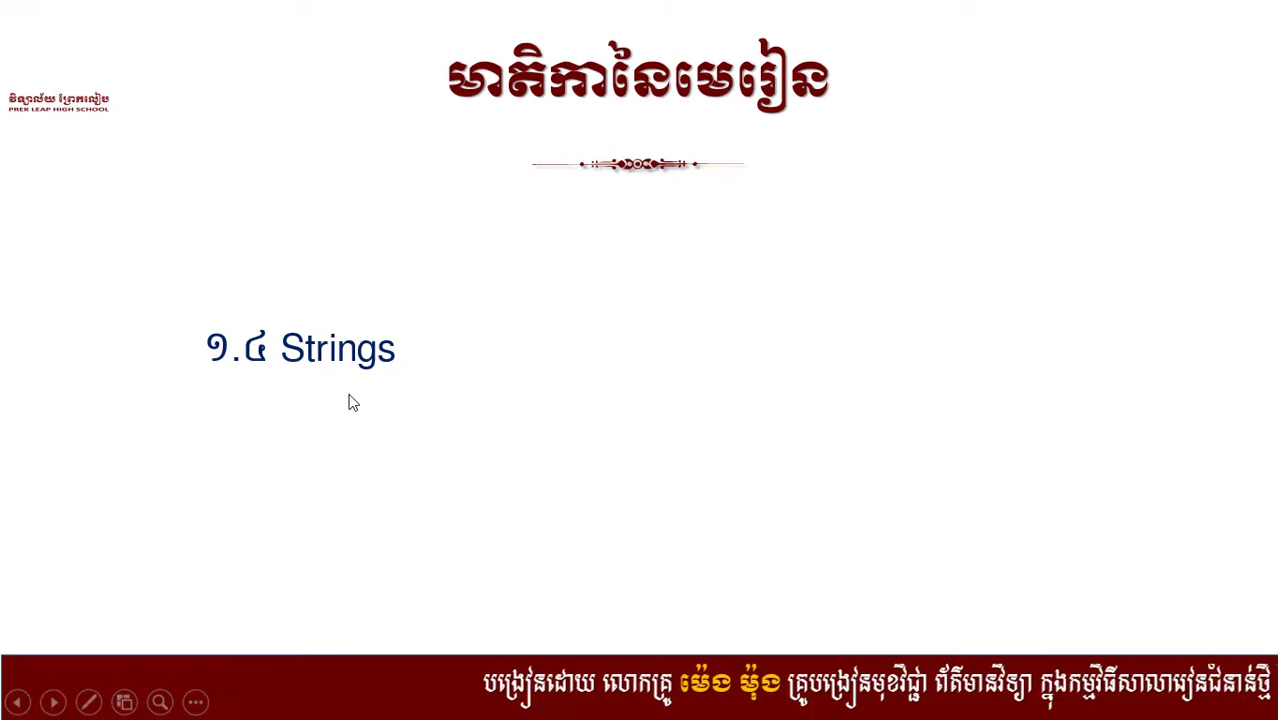 មាតិកានៃមេរៀន
វិទ្យាល័យ ព្រែកលៀប
PREK LEAP HIGH SCHOOL
១.៤ Strings
បង្រៀនដោយ លោកគ្រូ ម៉េង ម៉ុង គ្រូបង្រៀនមុខវិជ្ជា ព័ត៌មានវិទ្យា ក្នុងកម្មវិធីសាលារៀនជំនាន់ថ្មី